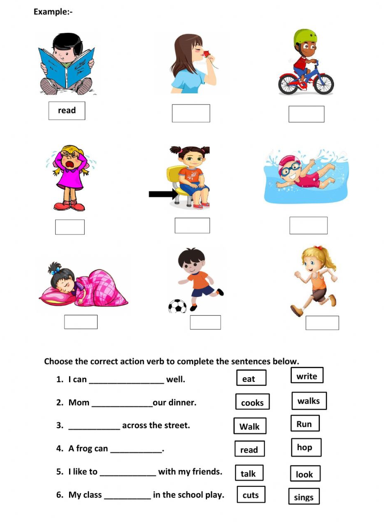 Example:-
read
Choose the correct action verb to complete the sentences below.
1. I can ________________ well. eat write
2. Mom _____________our dinner. cooks walks
3. ___________ across the street. Walk Run
4. A frog can ___________. read hop
5. I like to ____________ with my friends. talk look
6. My class __________ in the school play. cuts sings